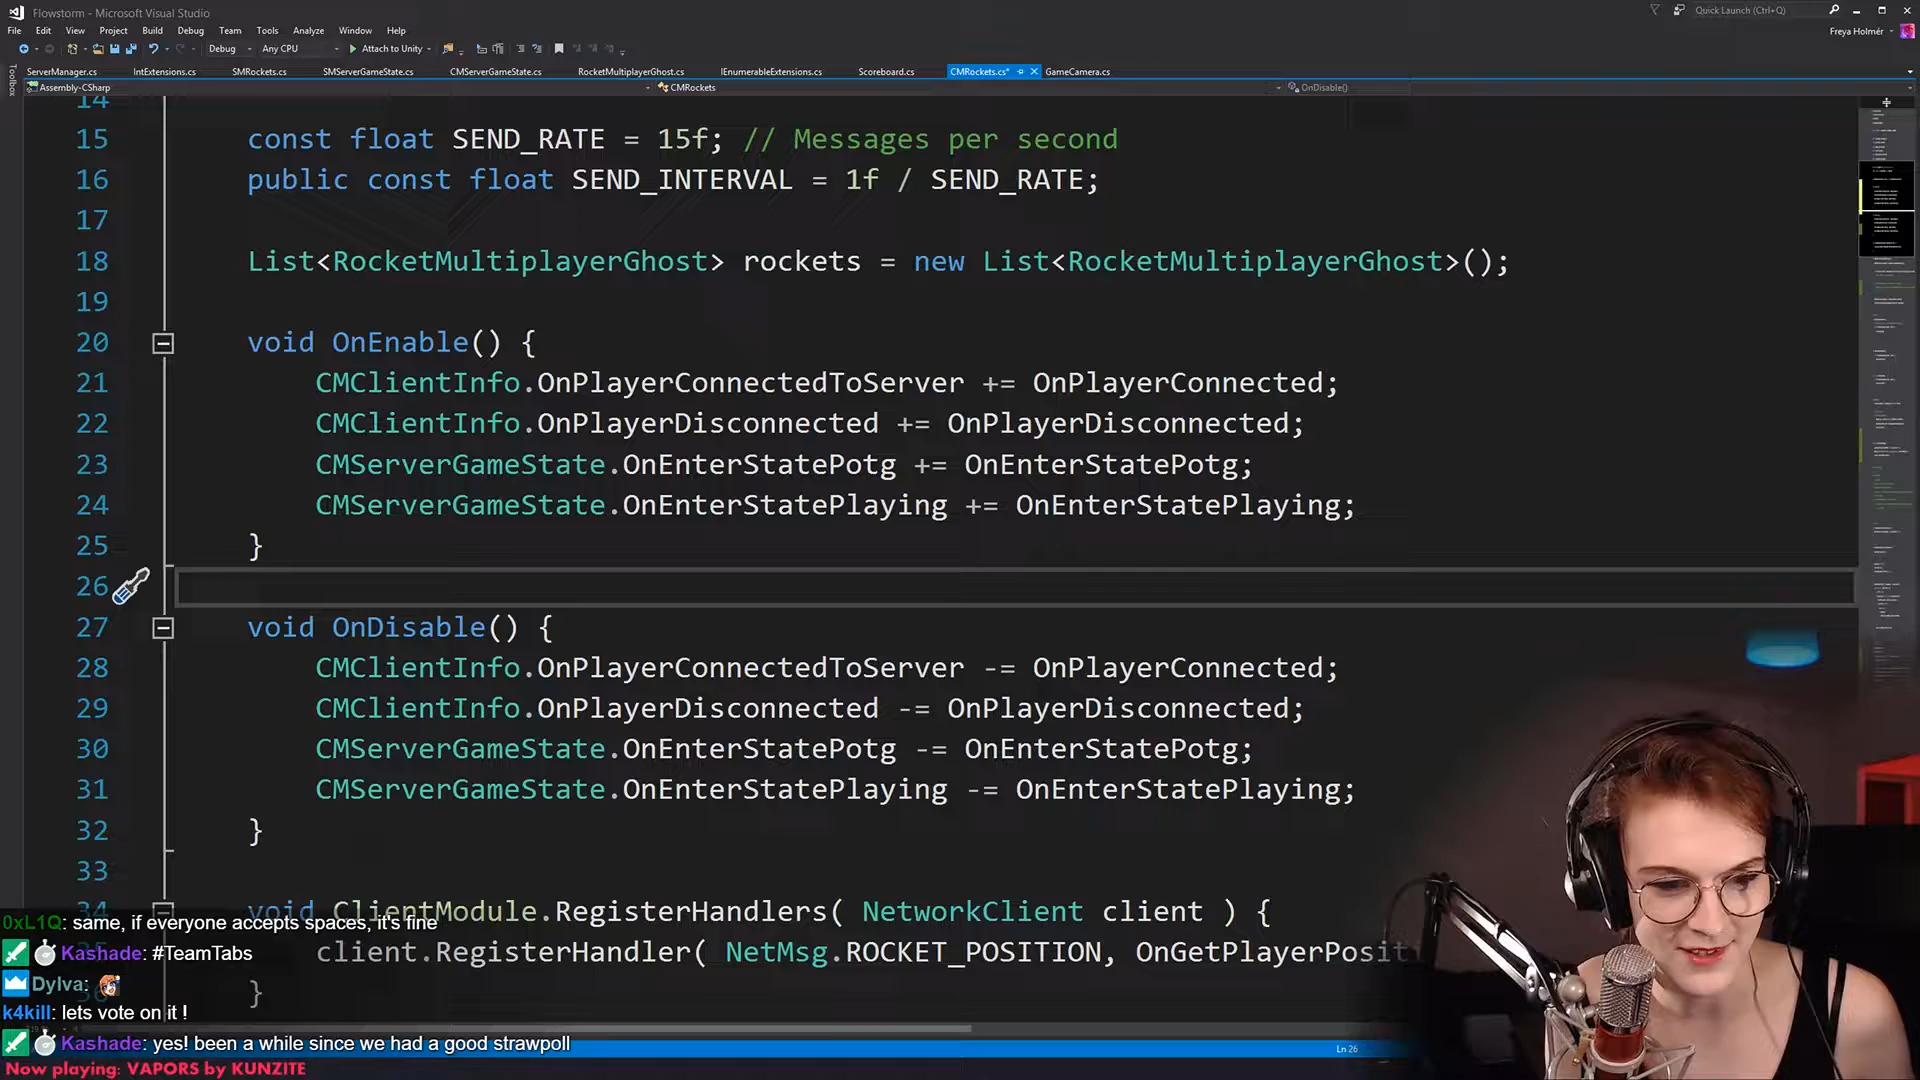 Flowstorm - Microsoft Visual Studio
Quick Launch (Ctrl+Q)
File Edit View Project Build Debug Team Tools Analyze Window Help
Freya Holmér
Debug Any CPU Attach to Unity
Toolbox
ServerManager.cs IntExtensions.cs SMRockets.cs SMServerGameState.cs CMServerGameState.cs RocketMultiplayerGhost.cs IEnumerableExtensions.cs Scoreboard.cs CMRockets.cs* GameCamera.cs
Assembly-CSharp CMRockets OnDisable()
14
15 const float SEND_RATE = 15f; // Messages per second
16 public const float SEND_INTERVAL = 1f / SEND_RATE;
17
18 List<RocketMultiplayerGhost> rockets = new List<RocketMultiplayerGhost>();
19
20 void OnEnable() {
21 CMClientInfo.OnPlayerConnectedToServer += OnPlayerConnected;
22 CMClientInfo.OnPlayerDisconnected += OnPlayerDisconnected;
23 CMServerGameState.OnEnterStatePotg += OnEnterStatePotg;
24 CMServerGameState.OnEnterStatePlaying += OnEnterStatePlaying;
25 }
26
27 void OnDisable() {
28 CMClientInfo.OnPlayerConnectedToServer -= OnPlayerConnected;
29 CMClientInfo.OnPlayerDisconnected -= OnPlayerDisconnected;
30 CMServerGameState.OnEnterStatePotg -= OnEnterStatePotg;
31 CMServerGameState.OnEnterStatePlaying -= OnEnterStatePlaying;
32 }
33
34 void ClientModule.RegisterHandlers( NetworkClient client ) {
0xL1Q: same, if everyone accepts spaces, it's fine
client.RegisterHandler( NetMsg.ROCKET_POSITION, OnGetPlayerPosit
Kashade: #TeamTabs
Dylva:
}
k4kill: lets vote on it !
Kashade: yes! been a while since we had a good strawpoll
Ln 26
Now playing: VAPORS by KUNZITE